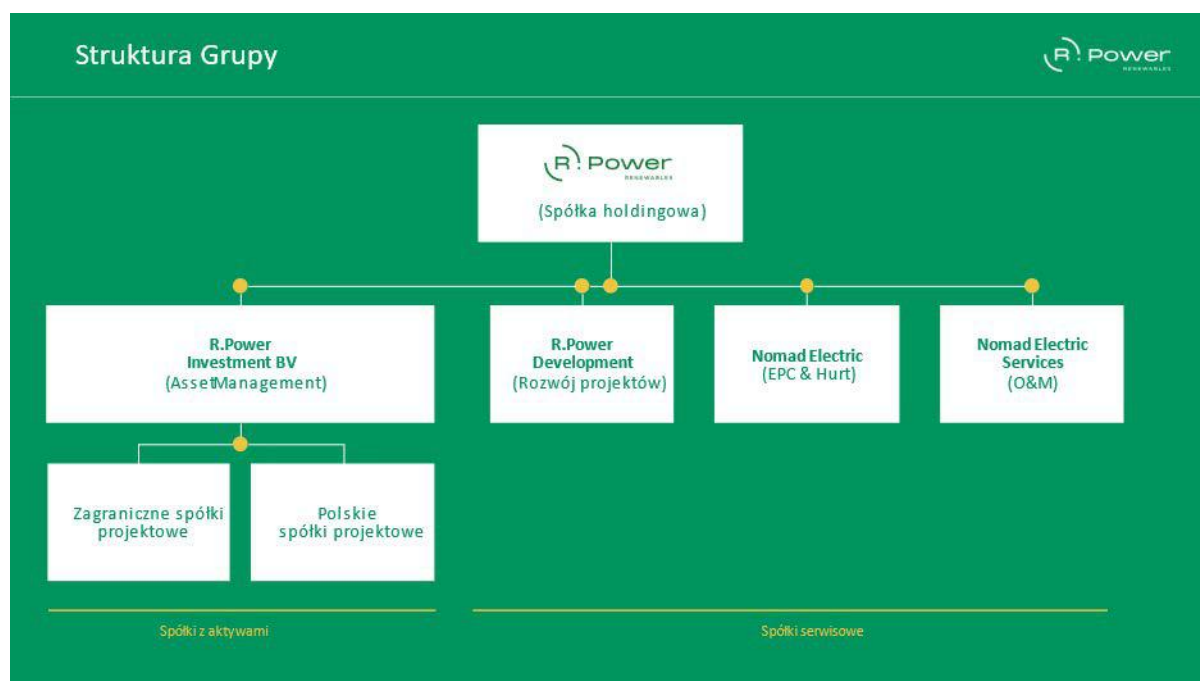 Struktura Grupy
R.Power
RENEWABLES
R.Power
RENEWABLES
(Spółka holdingowa)
R.Power
Investment BV
(AssetManagement)
R.Power
Development
(Rozwój projektów)
Nomad Electric
(EPC & Hurt)
Nomad Electric
Services
(O&M)
Zagraniczne spółki
projektowe
Polskie
spółki projektowe
Spółki z aktywami
Spółki serwisowe